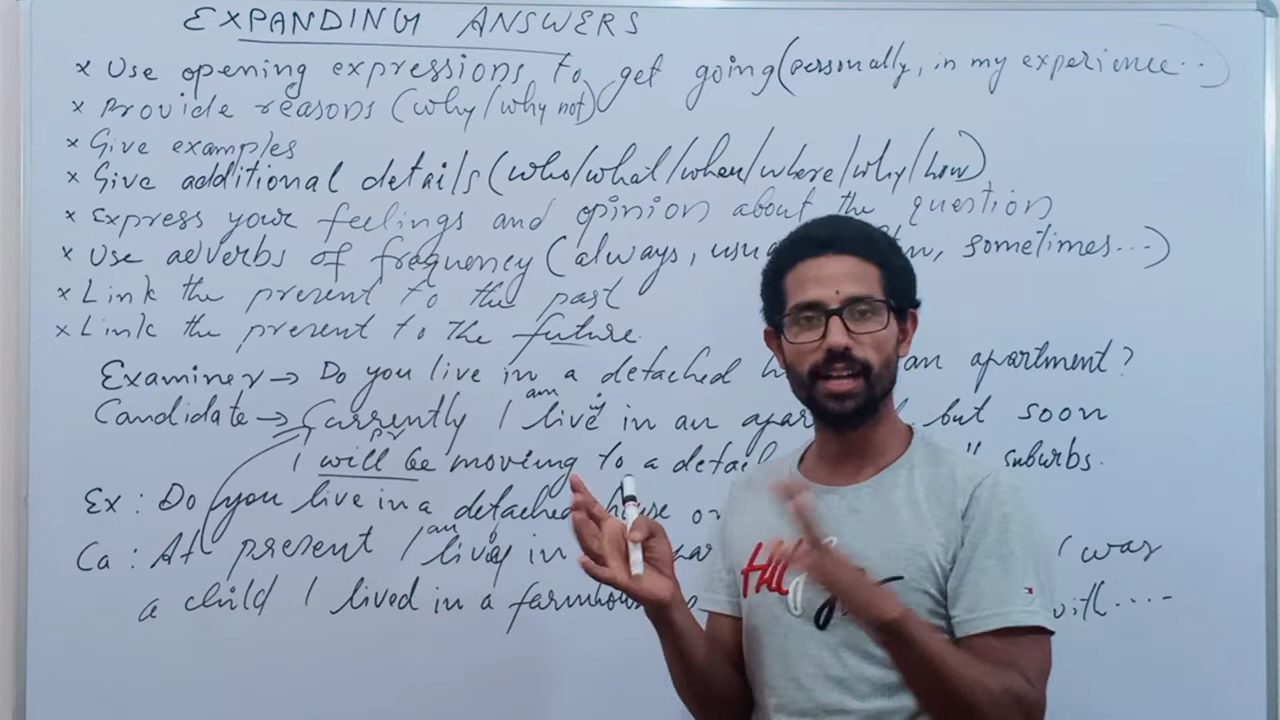 EXPANDING ANSWERS
x Use opening expressions to get going (personally, in my experience...)
x Provide reasons (why/why not)
x Give examples
x Give additional details (who/what/when/where/why/how)
x Express your feelings and opinion about the question
x Use adverbs of frequency (always, sometimes...)
x Link the present to the past
x Link the present to the future.
Examiner → Do you live in a detached an apartment?
am
Candidate → Currently I live in an but soon
I will be moving to a suburbs.
Ex: Do you live in a detached house or
am
Ca: At present I living in I was
a child I lived in a with....